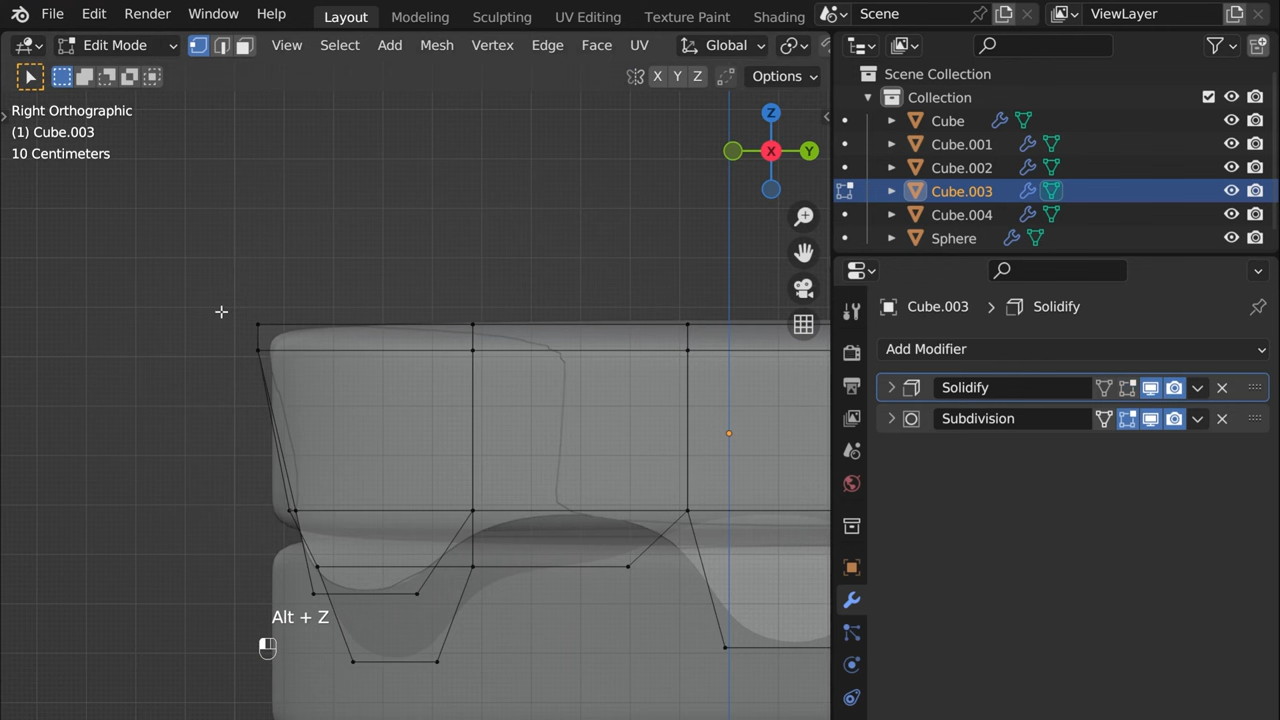 File Edit Render Window Help Layout Modeling Sculpting UV Editing Texture Paint Shading Scene ViewLayer
Edit Mode View Select Add Mesh Vertex Edge Face UV Global
X Y Z Options
Right Orthographic
(1) Cube.003
10 Centimeters
Z
X Y
Alt + Z
Scene Collection
Collection
Cube
Cube.001
Cube.002
Cube.003
Cube.004
Sphere
Cube.003 Solidify
Add Modifier
Solidify
Subdivision